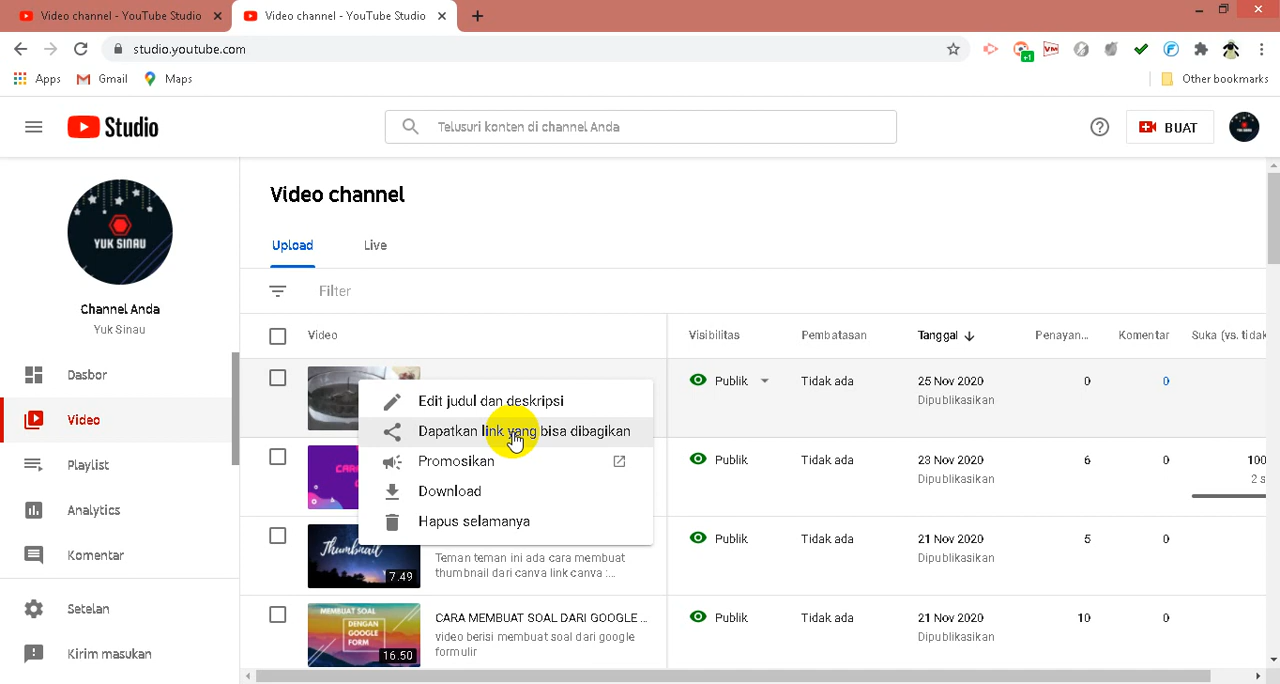 Video channel - YouTube Studio
Video channel - YouTube Studio
studio.youtube.com
+1
VM
Apps
Gmail
Maps
Other bookmarks
Studio
Telusuri konten di channel Anda
BUAT
YUK SINAU
YUK SINAU
Channel Anda
Yuk Sinau
Dasbor
Video
Playlist
Analytics
Komentar
Setelan
Kirim masukan
Video channel
Upload
Live
Filter
Video
Visibilitas
Pembatasan
Tanggal
Penayan...
Komentar
Suka (vs. tidak
Edit judul dan deskripsi
Dapatkan link yang bisa dibagikan
Promosikan
Download
Hapus selamanya
Publik
Tidak ada
25 Nov 2020
Dipublikasikan
0
0
Publik
Tidak ada
23 Nov 2020
Dipublikasikan
6
0
100
2 s
Thumbnail
7.49
Teman teman ini ada cara membuat
thumbnail dari canva link canva :...
Publik
Tidak ada
21 Nov 2020
Dipublikasikan
5
0
MEMBUAT SOAL
DENGAN
GOOGLE
FORM
16.50
CARA MEMBUAT SOAL DARI GOOGLE ...
video berisi membuat soal dari google
formulir
Publik
Tidak ada
21 Nov 2020
Dipublikasikan
10
0